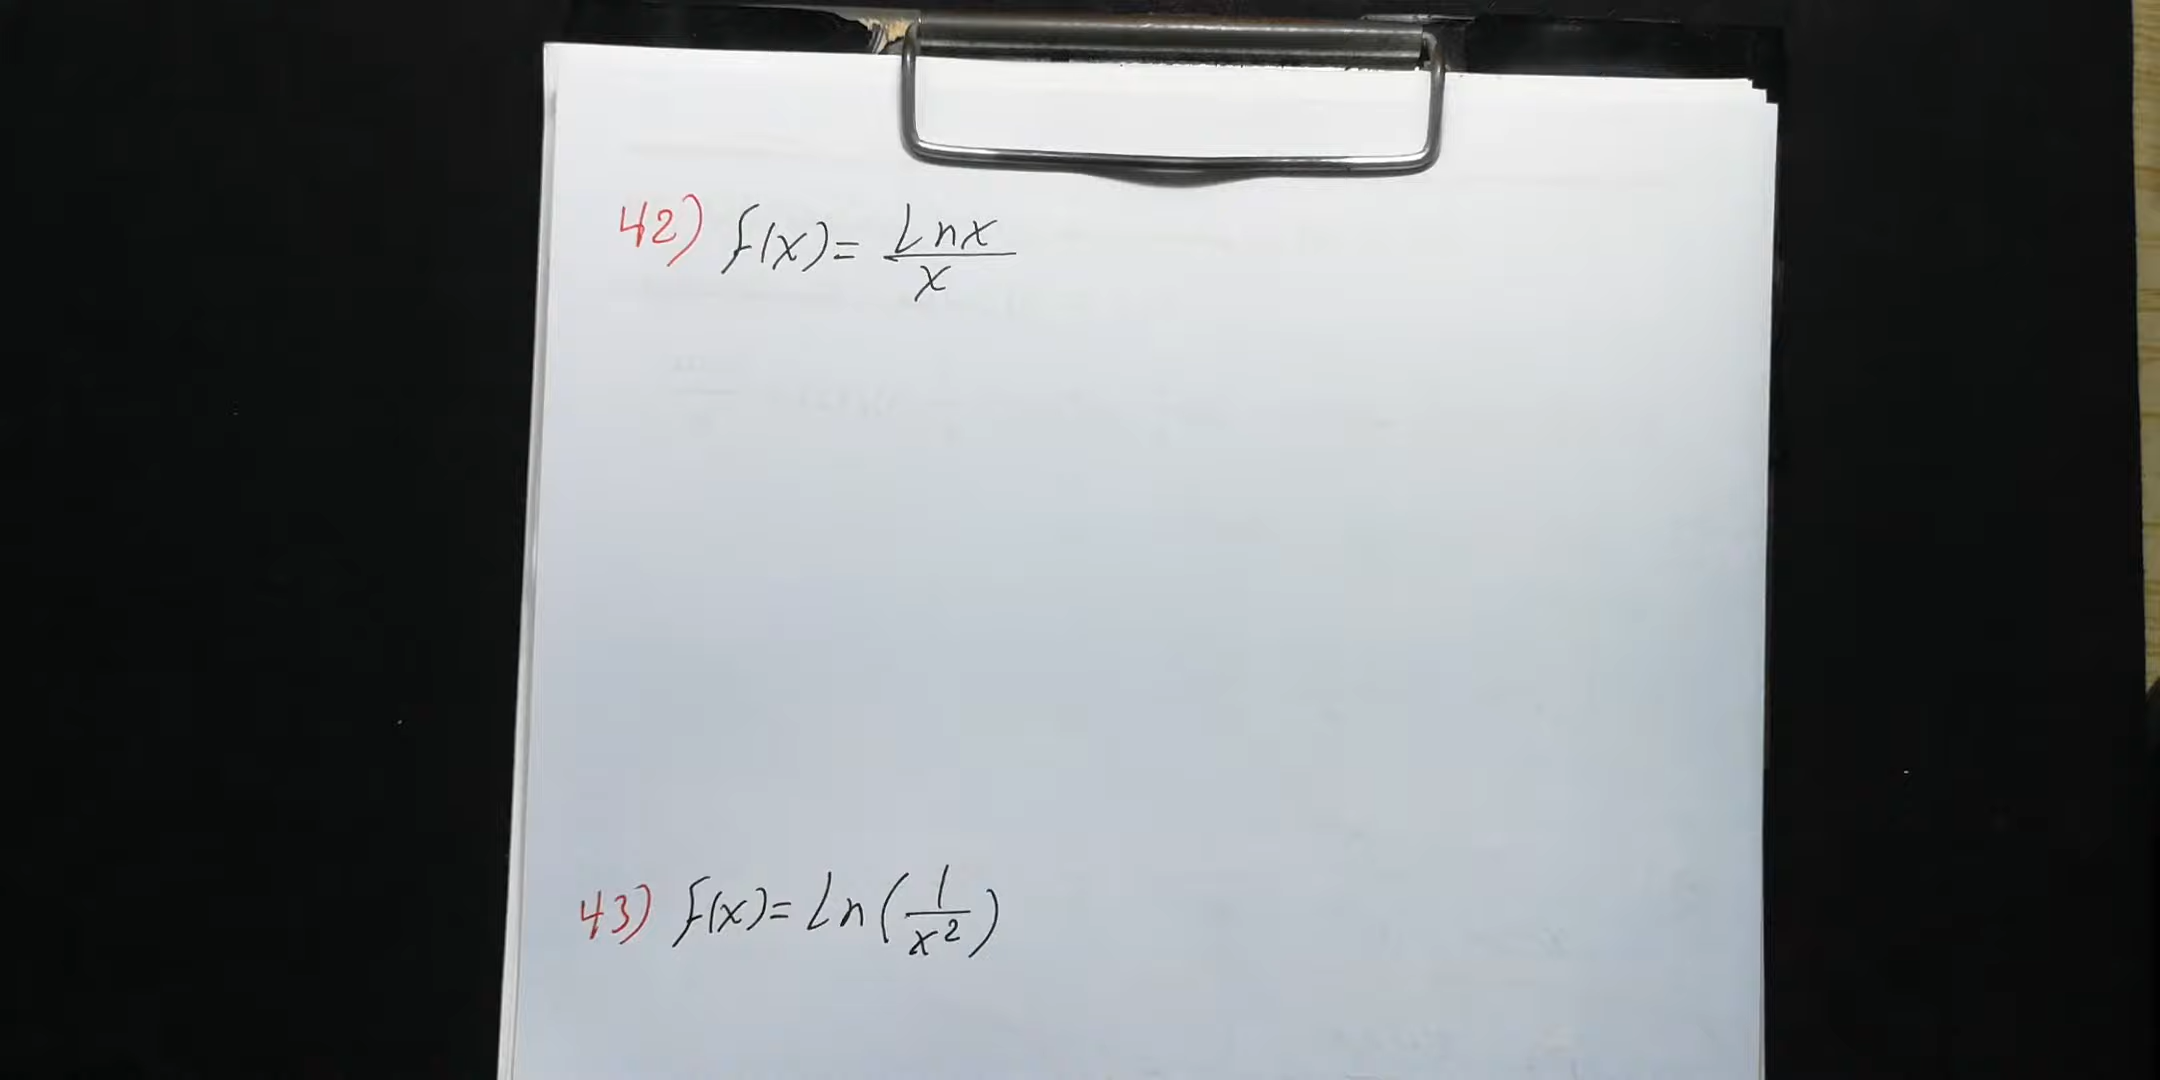 42) f(x)= Lnx/x
43) f(x)= Ln(1/x²)